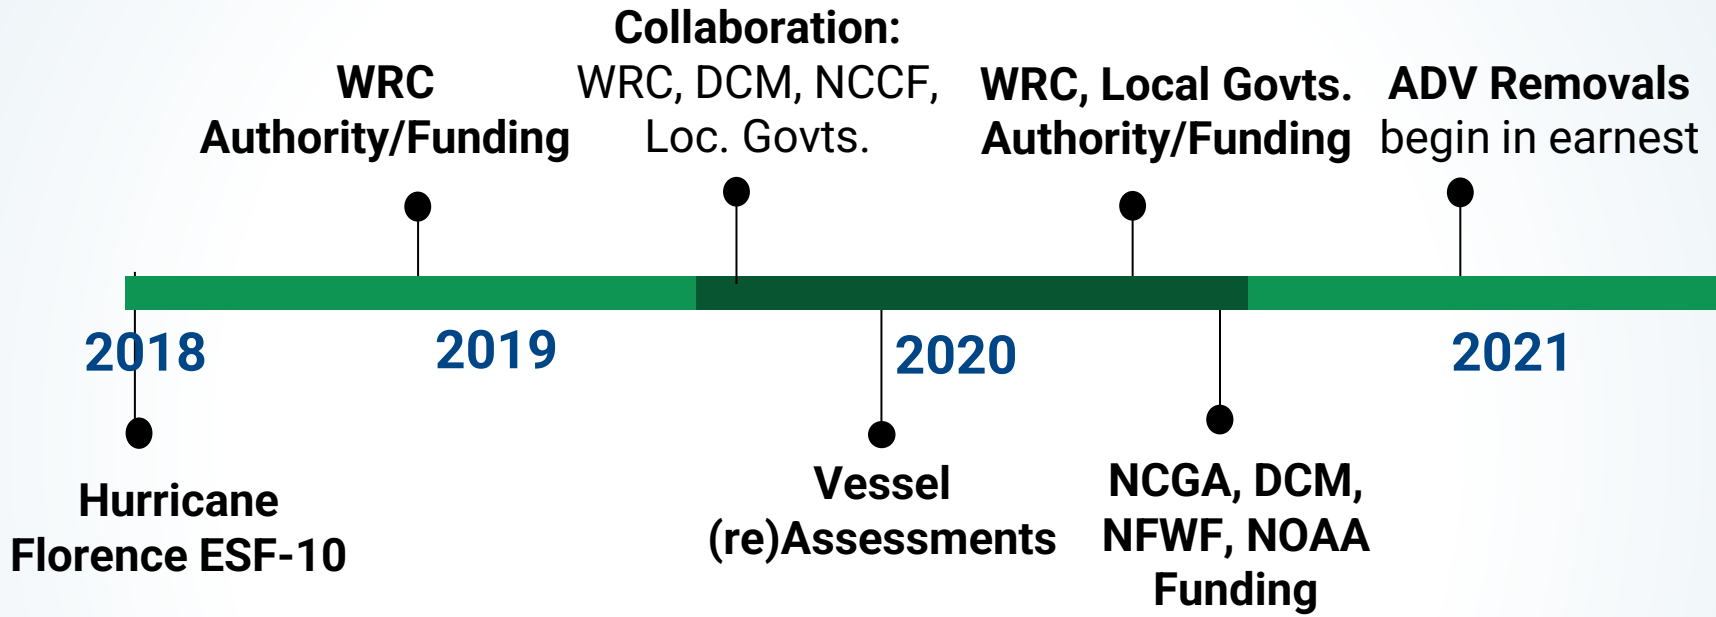 WRC
Authority/Funding
Collaboration:
WRC, DCM, NCCF,
Loc. Govts.
WRC, Local Govts.
Authority/Funding
ADV Removals
begin in earnest
2018
2019
2020
2021
Hurricane
Florence ESF-10
Vessel
(re)Assessments
NCGA, DCM,
NFWF, NOAA
Funding